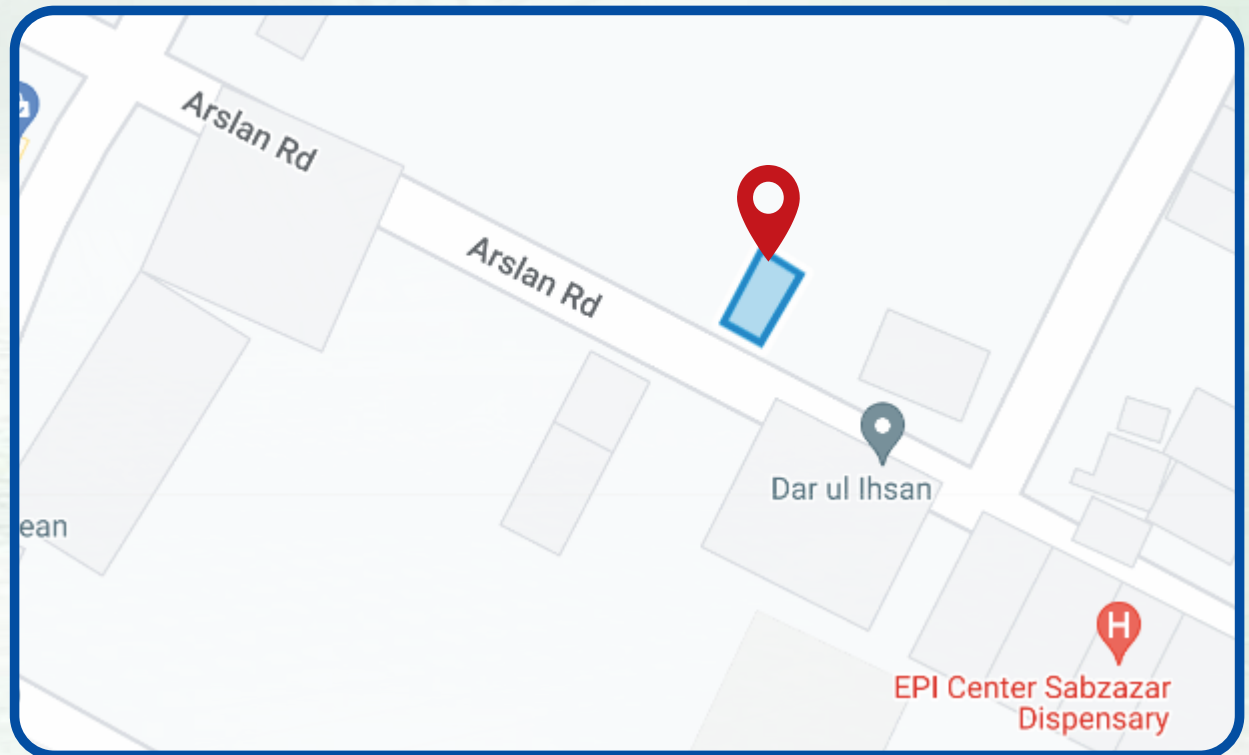 Arslan Rd
Arslan Rd
Dar ul Ihsan
ean
H
EPI Center Sabzazar
Dispensary